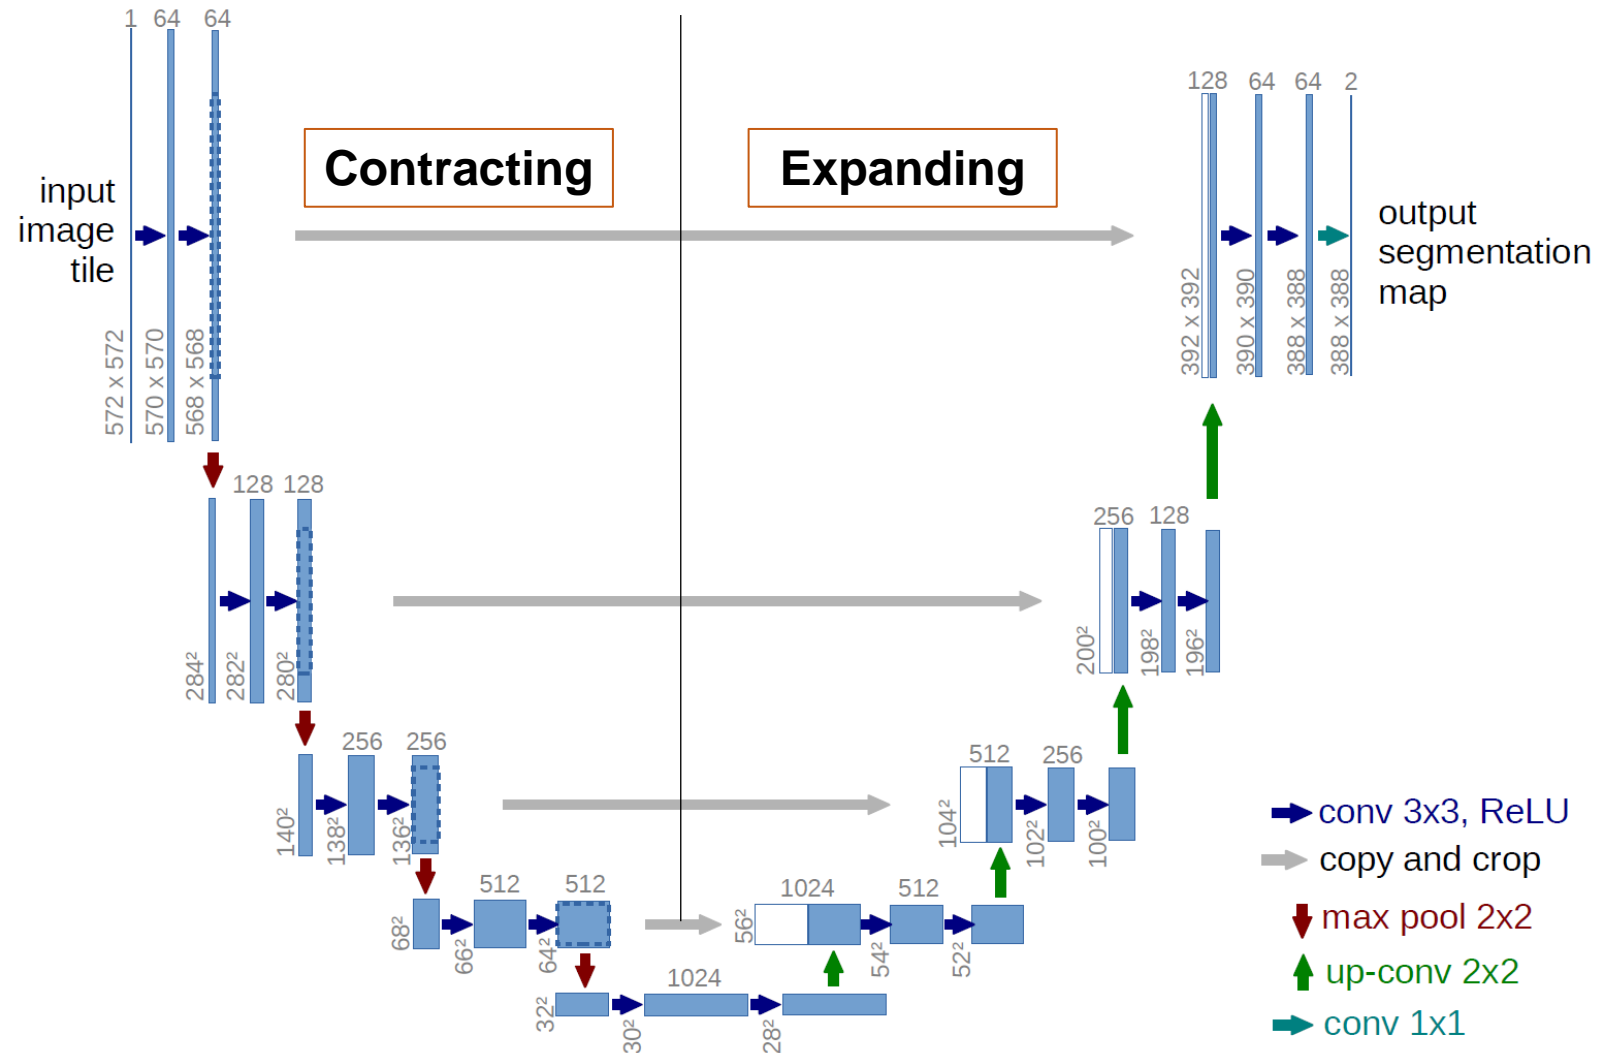 1 64 64
128 64 64 2
Contracting
Expanding
input
image
tile
output
segmentation
map
572 x 572
570 x 570
568 x 568
392 x 392
390 x 390
388 x 388
388 x 388
128 128
256 128
284²
282²
280²
200²
198²
196²
256 256
512 256
140²
138²
136²
104²
102²
100²
512 512
1024 512
68²
66²
64²
56²
54²
52²
1024
32²
30²
28²
conv 3x3, ReLU
copy and crop
max pool 2x2
up-conv 2x2
conv 1x1